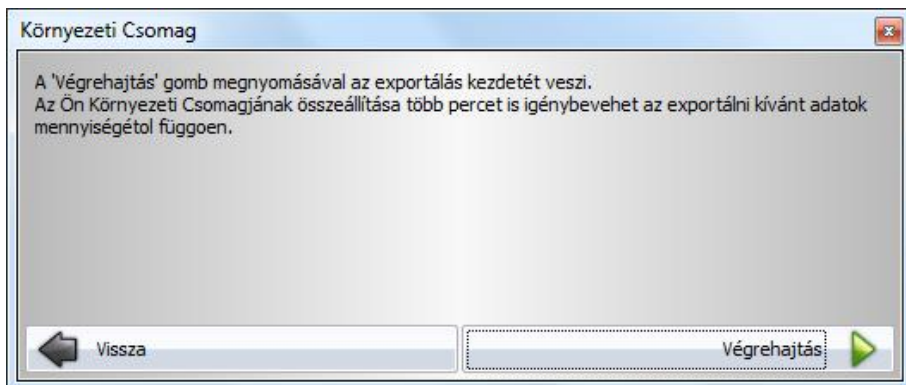 Környezeti Csomag
A 'Végrehajtás' gomb megnyomásával az exportálás kezdetét veszi.
Az Ön Környezeti Csomagjának összeállítása több percet is igénybevehet az exportálni kívánt adatok
mennyiségétol függoen.
Vissza
Végrehajtás